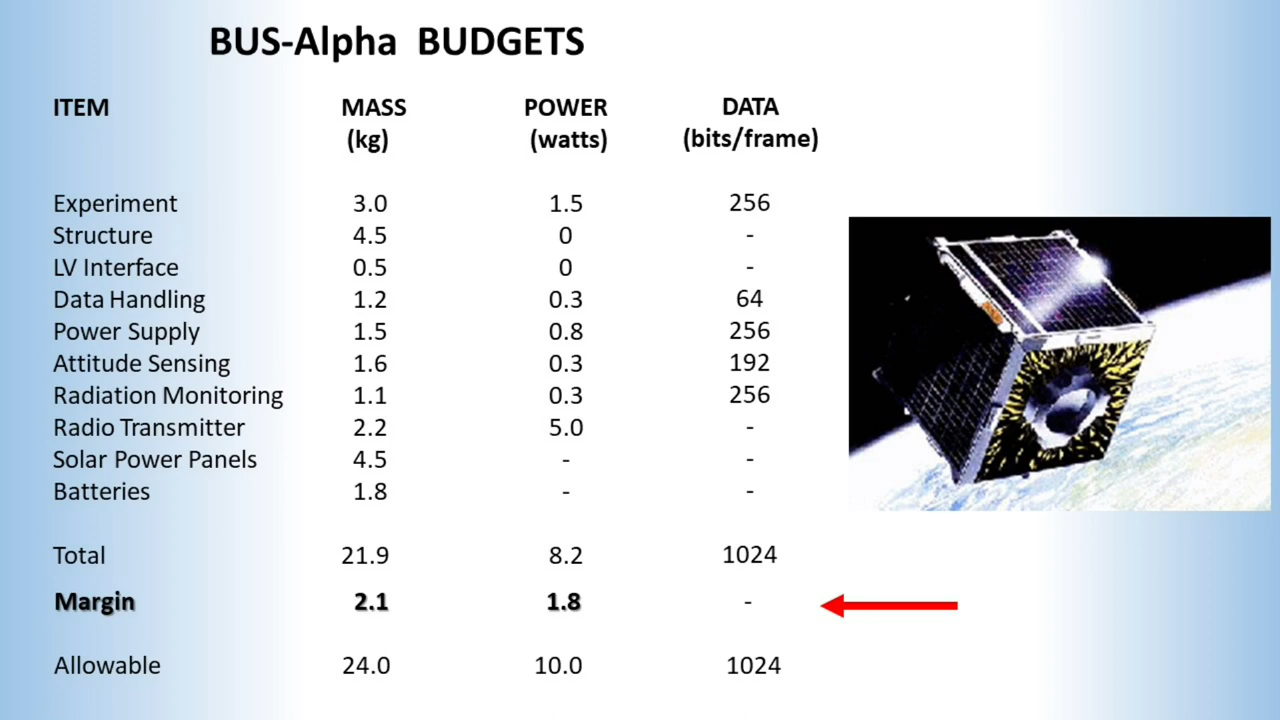 BUS-Alpha BUDGETS
ITEM MASS POWER DATA
(kg) (watts) (bits/frame)
Experiment 3.0 1.5 256
Structure 4.5 0 -
LV Interface 0.5 0 -
Data Handling 1.2 0.3 64
Power Supply 1.5 0.8 256
Attitude Sensing 1.6 0.3 192
Radiation Monitoring 1.1 0.3 256
Radio Transmitter 2.2 5.0 -
Solar Power Panels 4.5 - -
Batteries 1.8 - -
Total 21.9 8.2 1024
Margin 2.1 1.8 -
Allowable 24.0 10.0 1024